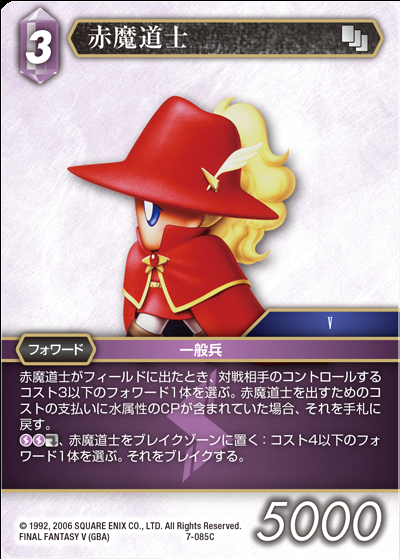 3
赤魔道士
V
フォワード
一般兵
赤魔道士がフィールドに出たとき、対戦相手のコントロールする
コスト3以下のフォワード1体を選ぶ。赤魔道士を出すためのコ
ストの支払いに水属性のCPが含まれていた場合、それを手札に
戻す。
、赤魔道士をブレイクゾーンに置く：コスト4以下のフォ
ワード1体を選ぶ。それをブレイクする。
© 1992, 2006 SQUARE ENIX CO., LTD. All Rights Reserved.
FINAL FANTASY V (GBA)
7-085C
5000